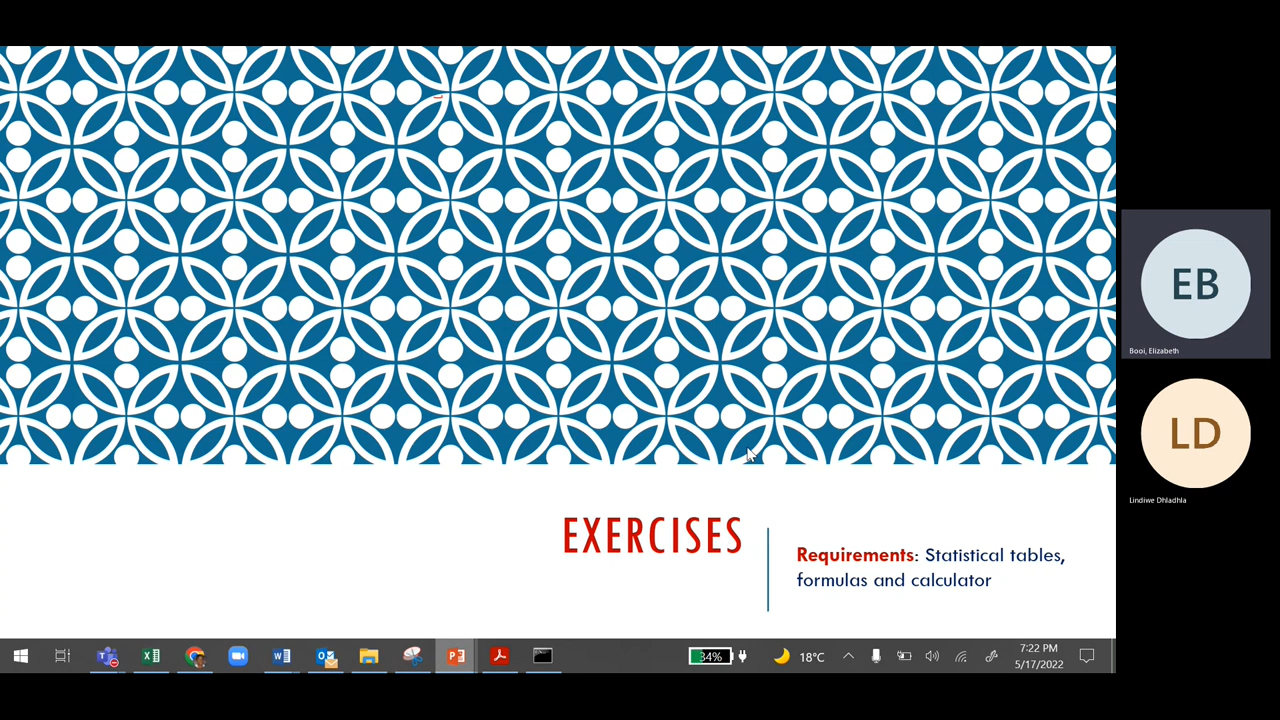 EB
Booi, Elizabeth
LD
Lindiwe Dhladhla
EXERCISES
Requirements: Statistical tables,
formulas and calculator
34%
18°C
7:22 PM
5/17/2022